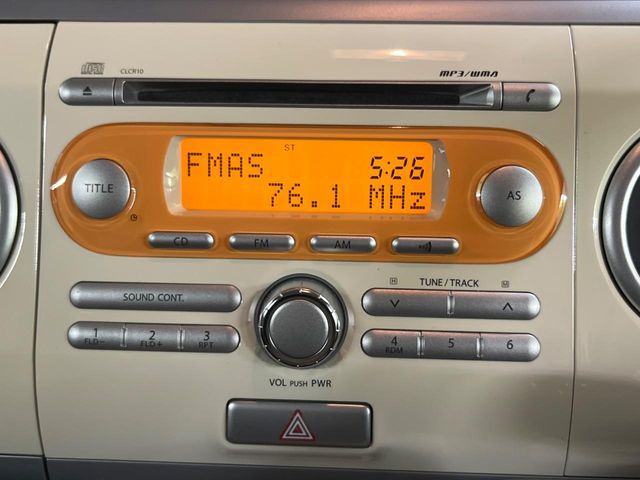 CLCR10
MP3/WMA
ST
FMAS 5:26
76.1 MHz
TITLE
AS
CD
FM
AM
TUNE/TRACK
H
M
SOUND CONT.
1
FLD−
2
FLD+
3
RPT
4
RDM
5
6
VOL PUSH PWR